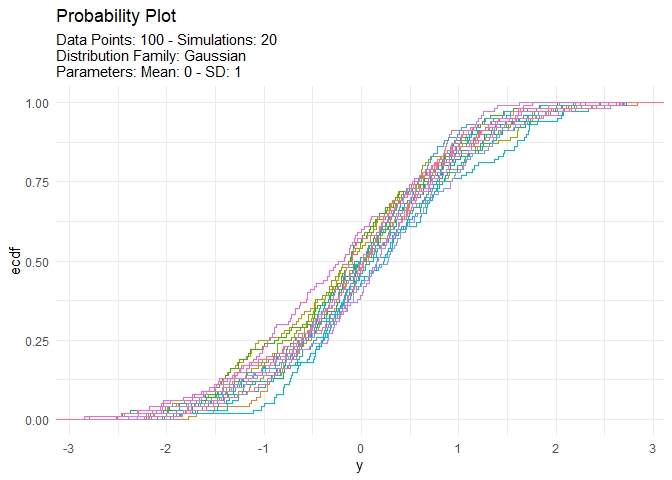 Probability Plot
Data Points: 100 - Simulations: 20
Distribution Family: Gaussian
Parameters: Mean: 0 - SD: 1
1.00
0.75
0.50
0.25
0.00
ecdf
-3 -2 -1 0 1 2 3
y